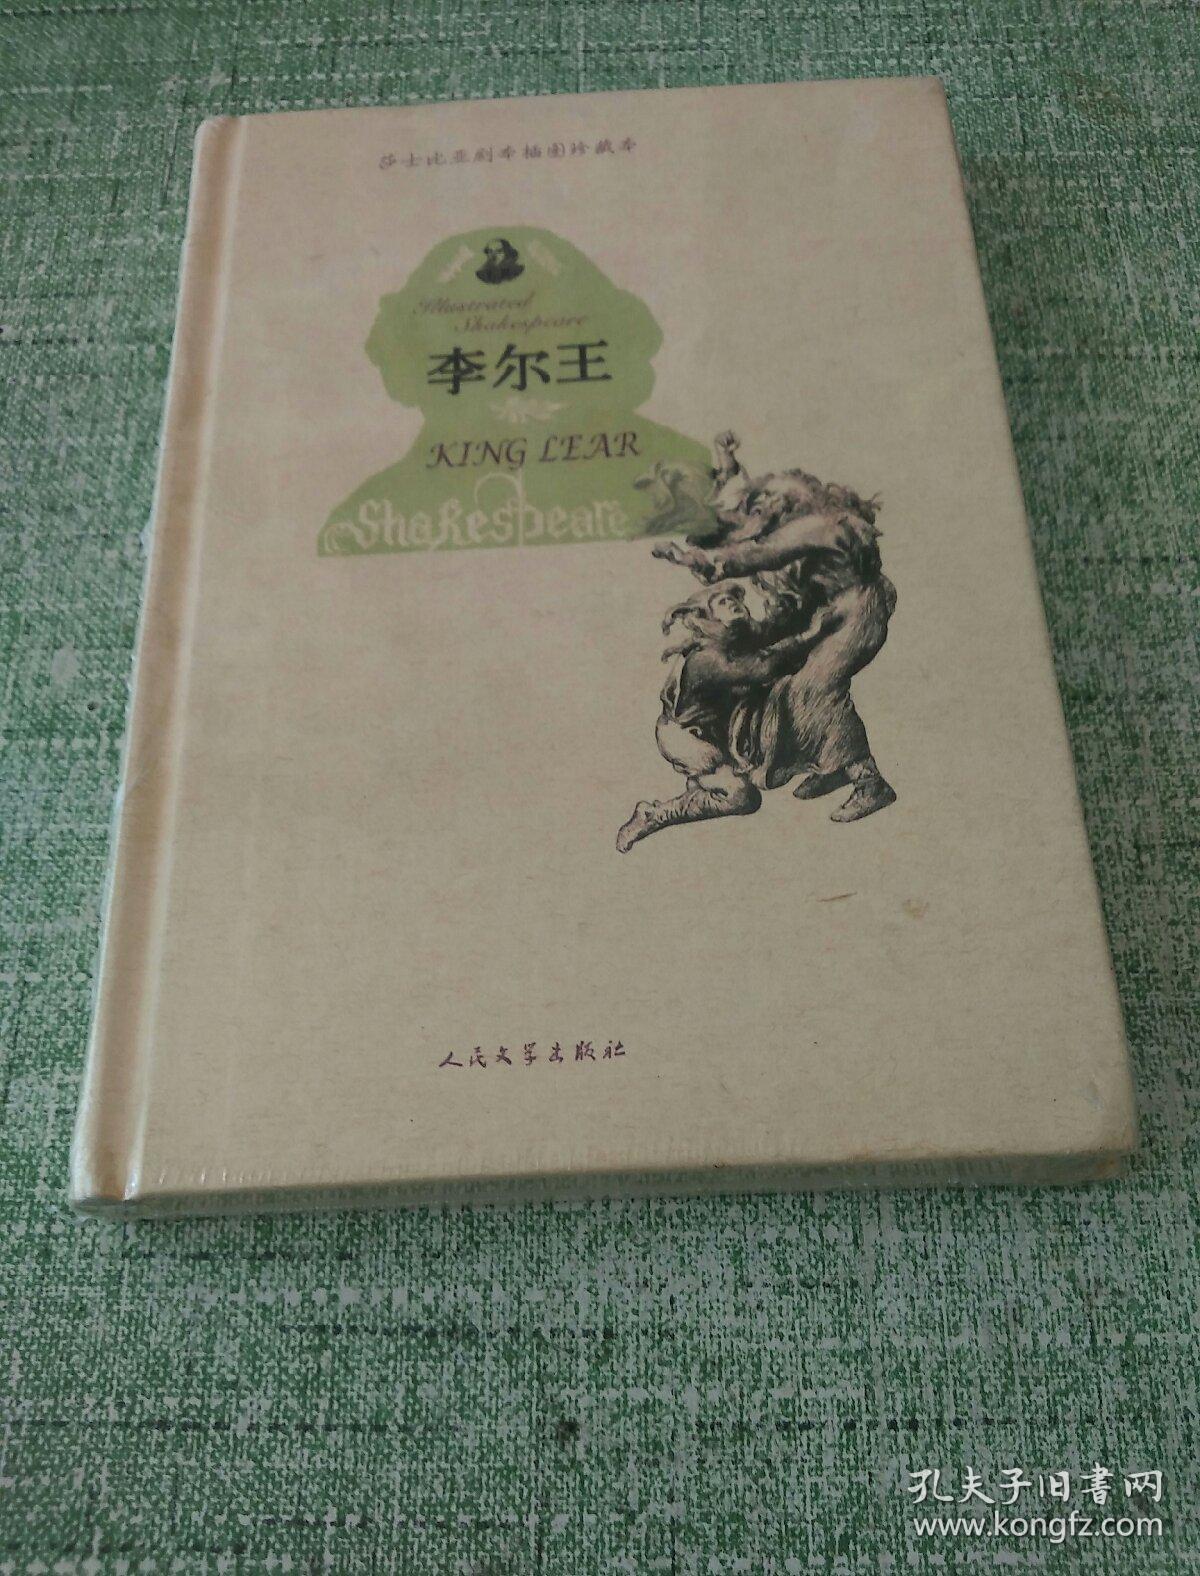 莎士比亚剧本插图珍藏本
Illustrated
Shakespeare
李尔王
KING LEAR
Shakespeare
人民文学出版社
孔夫子旧书网
www.kongfz.com